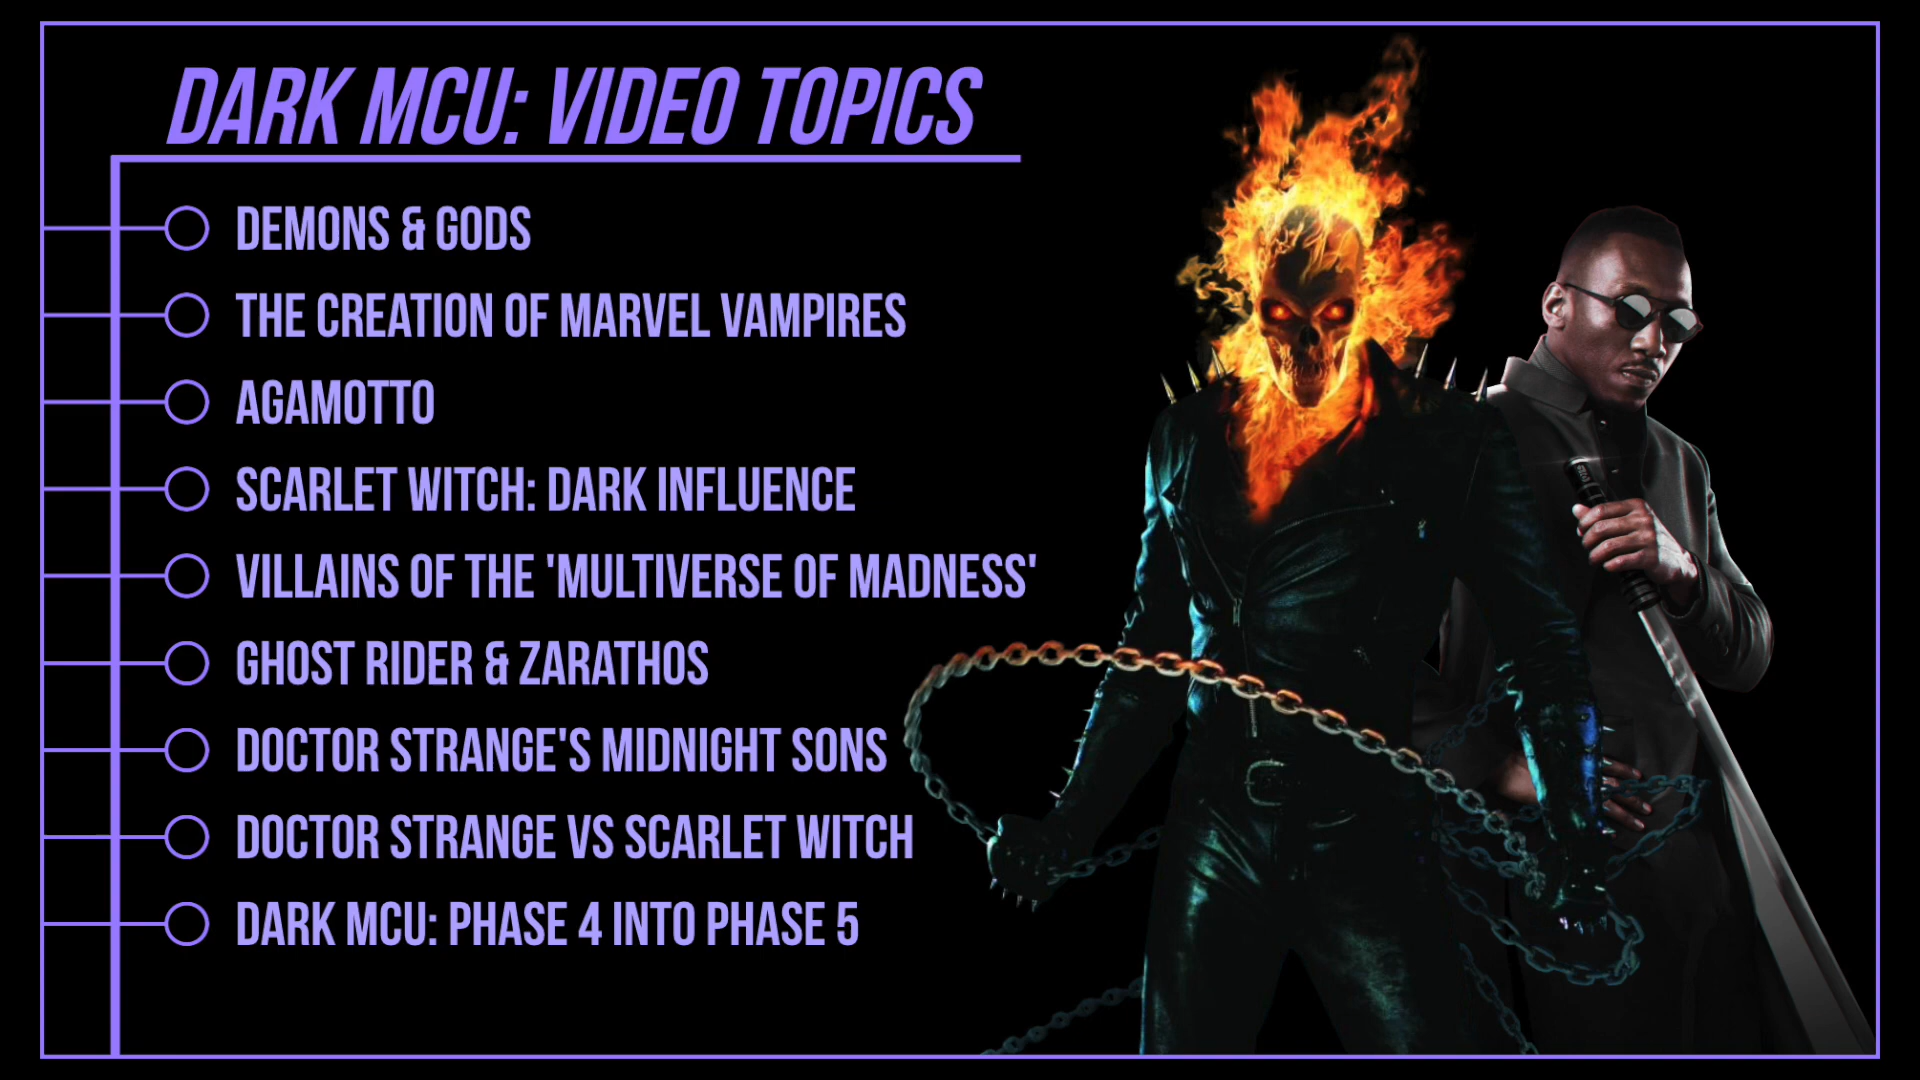 DARK MCU: VIDEO TOPICS
DEMONS & GODS
THE CREATION OF MARVEL VAMPIRES
AGAMOTTO
SCARLET WITCH: DARK INFLUENCE
VILLAINS OF THE 'MULTIVERSE OF MADNESS'
GHOST RIDER & ZARATHOS
DOCTOR STRANGE'S MIDNIGHT SONS
DOCTOR STRANGE VS SCARLET WITCH
DARK MCU: PHASE 4 INTO PHASE 5